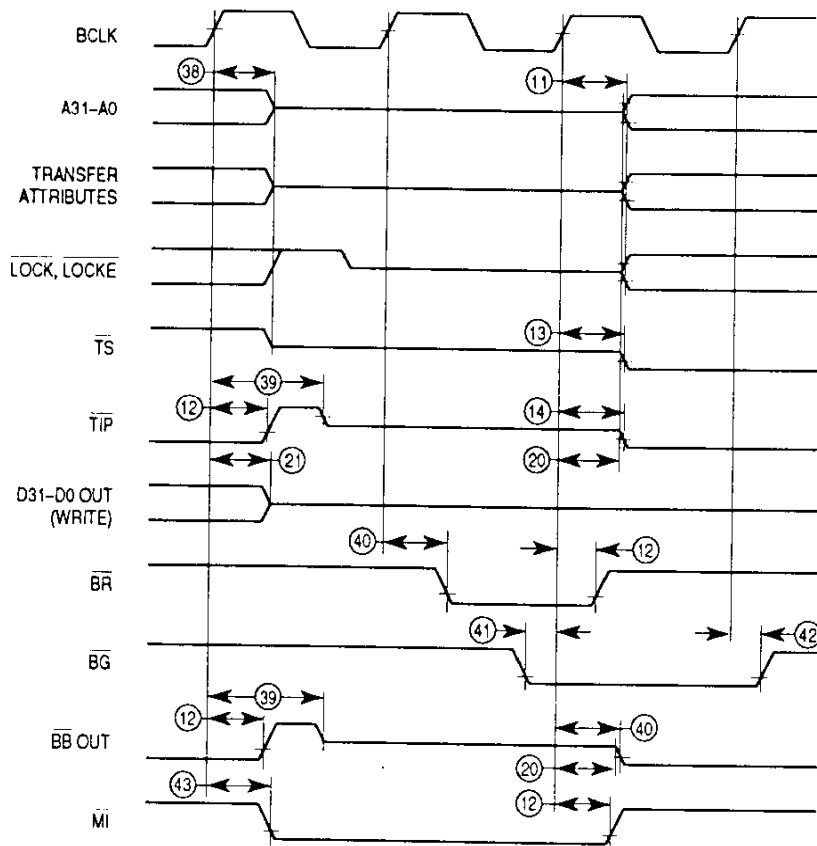 BCLK
38
11
A31–A0
TRANSFER
ATTRIBUTES
LOCK, LOCKE
13
TS
39
12
14
TIP
21
20
D31–D0 OUT
(WRITE)
40
12
BR
41
42
BG
39
12
40
BB OUT
20
43
12
MI